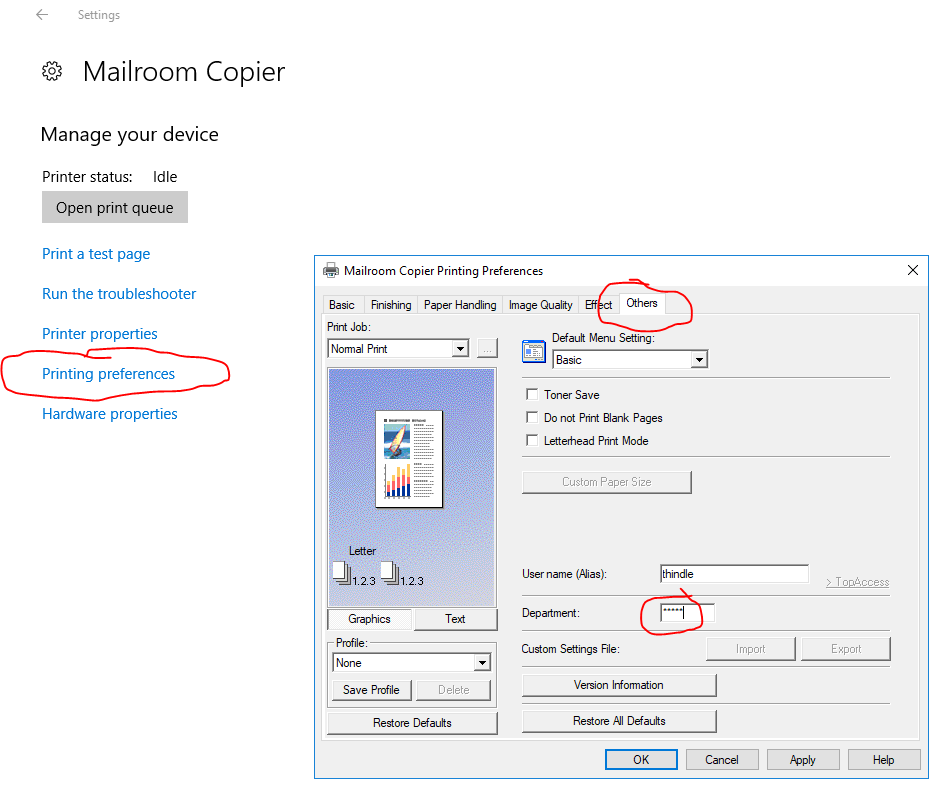 Settings
Mailroom Copier
Manage your device
Printer status: Idle
Open print queue
Print a test page
Run the troubleshooter
Printer properties
Printing preferences
Hardware properties
Mailroom Copier Printing Preferences
Basic Finishing Paper Handling Image Quality Effect Others
Print Job:
Normal Print
...
Letter
1.2.3 1.2.3
Graphics Text
Profile:
None
Save Profile Delete
Restore Defaults
Default Menu Setting:
Basic
Toner Save
Do not Print Blank Pages
Letterhead Print Mode
Custom Paper Size
User name (Alias): thindle
> TopAccess
Department: *****
Custom Settings File: Import Export
Version Information
Restore All Defaults
OK Cancel Apply Help